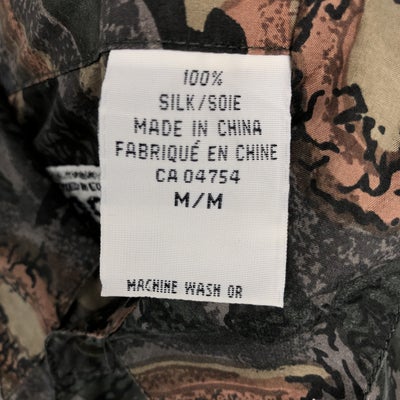 100%
SILK/SOIE
MADE IN CHINA
FABRIQUÉ EN CHINE
CA 04754
M/M
MACHINE WASH OR